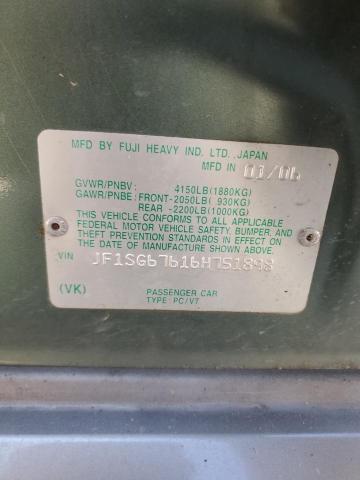 MFD BY FUJI HEAVY IND. LTD., JAPAN
MFD IN 01/06
GVWR/PNBV: 4150LB(1880KG)
GAWR/PNBE: FRONT-2050LB( 930KG)
REAR -2200LB(1000KG)
THIS VEHICLE CONFORMS TO ALL APPLICABLE
FEDERAL MOTOR VEHICLE SAFETY, BUMPER, AND
THEFT PREVENTION STANDARDS IN EFFECT ON
THE DATE OF MANUFACTURE SHOWN ABOVE.
VIN JF1SG67616H751898
(VK) PASSENGER CAR
TYPE: PC/VT